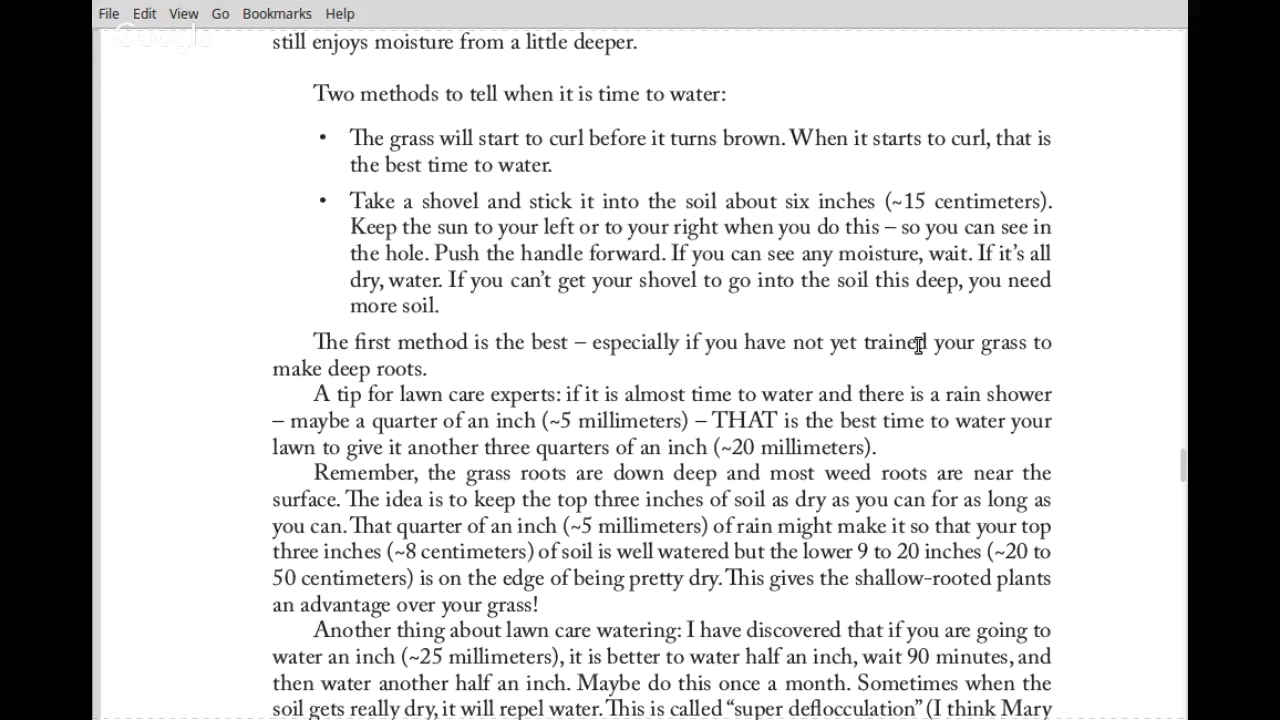 File Edit View Go Bookmarks Help
Google
still enjoys moisture from a little deeper.
Two methods to tell when it is time to water:
• The grass will start to curl before it turns brown. When it starts to curl, that is
the best time to water.
• Take a shovel and stick it into the soil about six inches (~15 centimeters).
Keep the sun to your left or to your right when you do this – so you can see in
the hole. Push the handle forward. If you can see any moisture, wait. If it’s all
dry, water. If you can’t get your shovel to go into the soil this deep, you need
more soil.
The first method is the best – especially if you have not yet trained your grass to
make deep roots.
A tip for lawn care experts: if it is almost time to water and there is a rain shower
– maybe a quarter of an inch (~5 millimeters) – THAT is the best time to water your
lawn to give it another three quarters of an inch (~20 millimeters).
Remember, the grass roots are down deep and most weed roots are near the
surface. The idea is to keep the top three inches of soil as dry as you can for as long as
you can. That quarter of an inch (~5 millimeters) of rain might make it so that your top
three inches (~8 centimeters) of soil is well watered but the lower 9 to 20 inches (~20 to
50 centimeters) is on the edge of being pretty dry. This gives the shallow-rooted plants
an advantage over your grass!
Another thing about lawn care watering: I have discovered that if you are going to
water an inch (~25 millimeters), it is better to water half an inch, wait 90 minutes, and
then water another half an inch. Maybe do this once a month. Sometimes when the
soil gets really dry, it will repel water. This is called “super deflocculation” (I think Mary